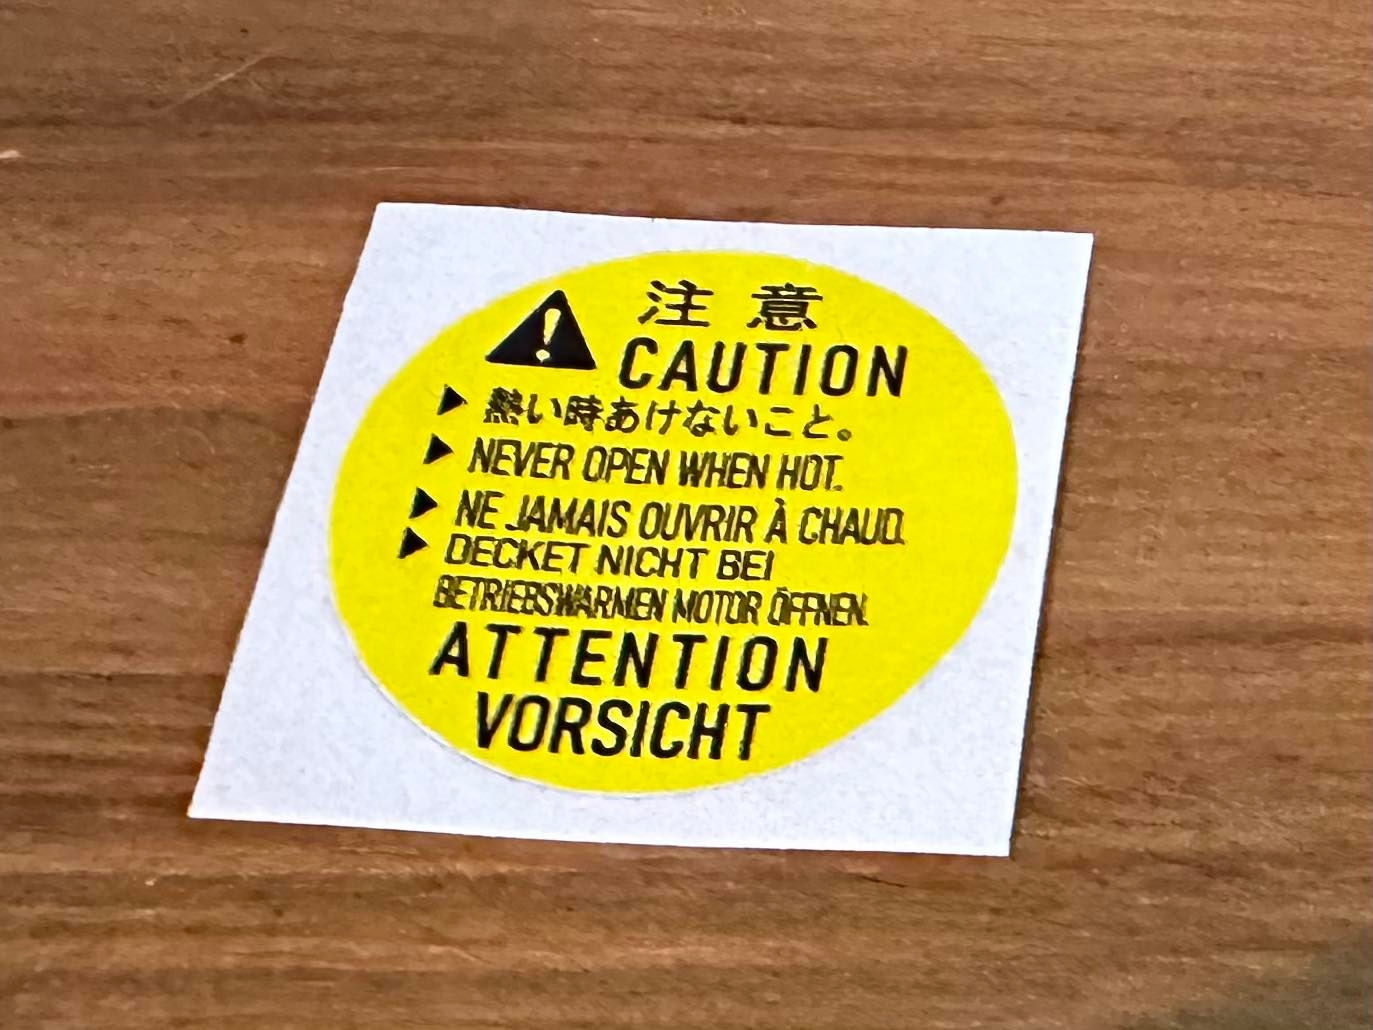 注意
CAUTION
熱い時あけないこと。
NEVER OPEN WHEN HOT.
NE JAMAIS OUVRIR À CHAUD.
DECKET NICHT BEI
BETRIEBSWARMEN MOTOR ÖFFNEN.
ATTENTION
VORSICHT